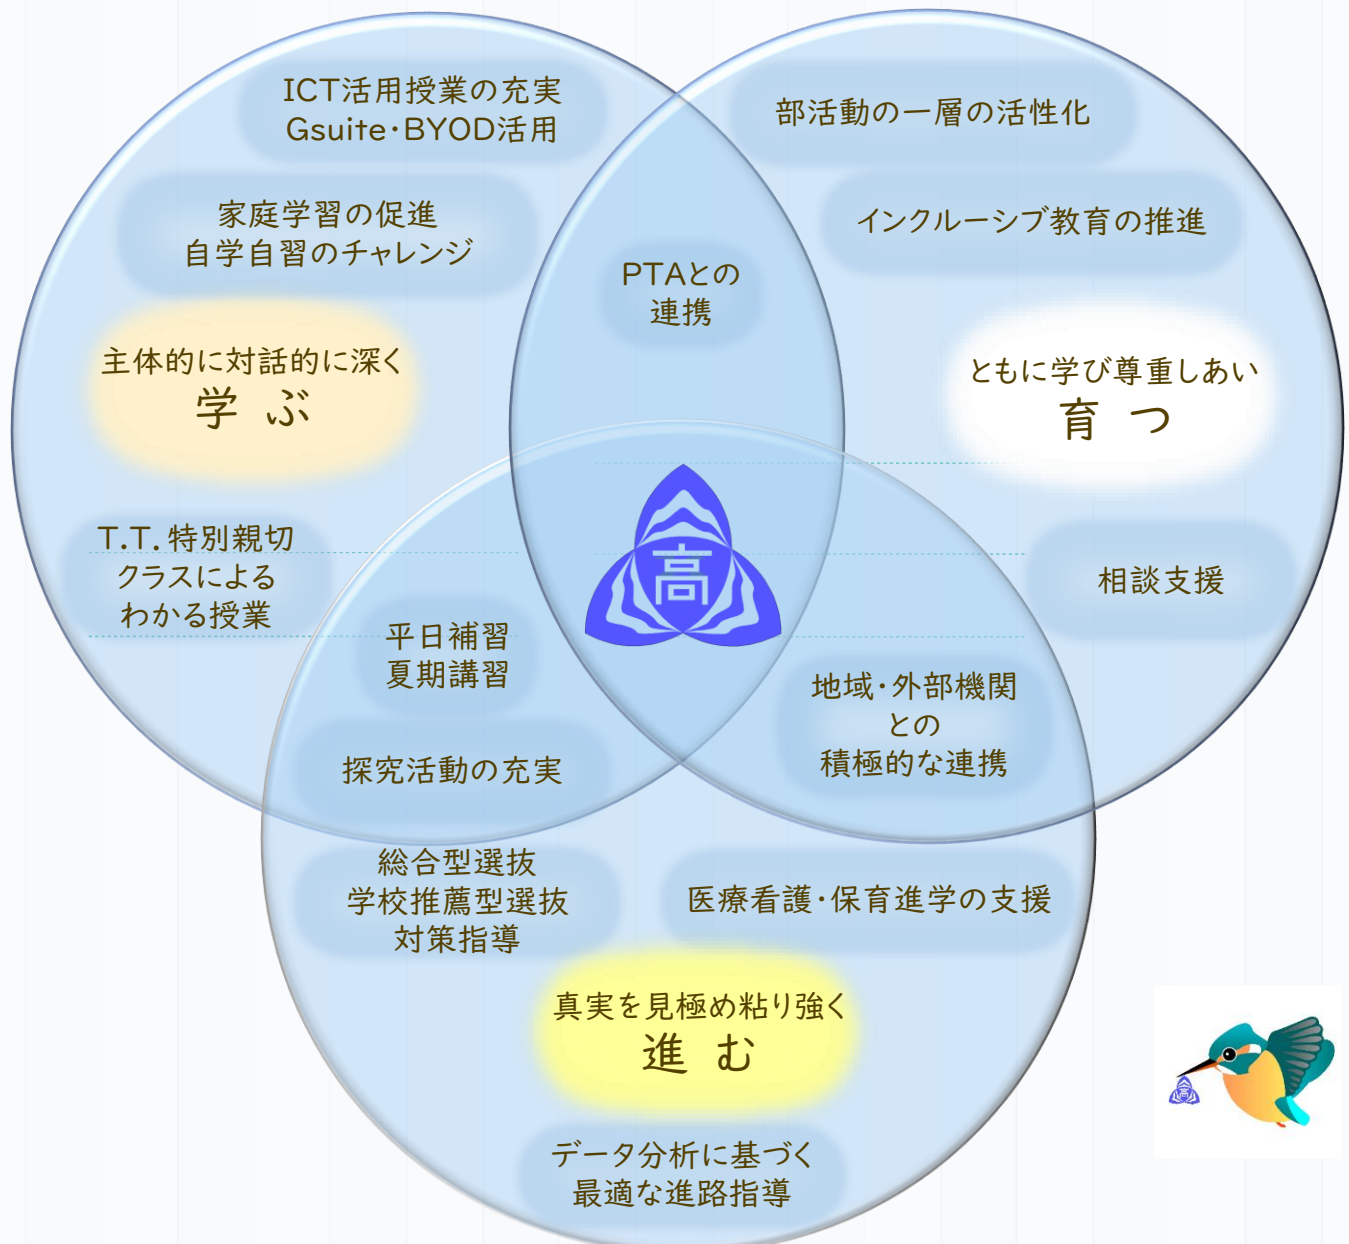 ICT活用授業の充実
Gsuite・BYOD活用
部活動の一層の活性化
家庭学習の促進
自学自習のチャレンジ
インクルーシブ教育の推進
PTAとの
連携
主体的に対話的に深く
学ぶ
ともに学び尊重しあい
育つ
T.T.特別親切
クラスによる
わかる授業
高
相談支援
平日補習
夏期講習
地域・外部機関
との
積極的な連携
探究活動の充実
総合型選抜
学校推薦型選抜
対策指導
医療看護・保育進学の支援
真実を見極め粘り強く
進む
高
データ分析に基づく
最適な進路指導